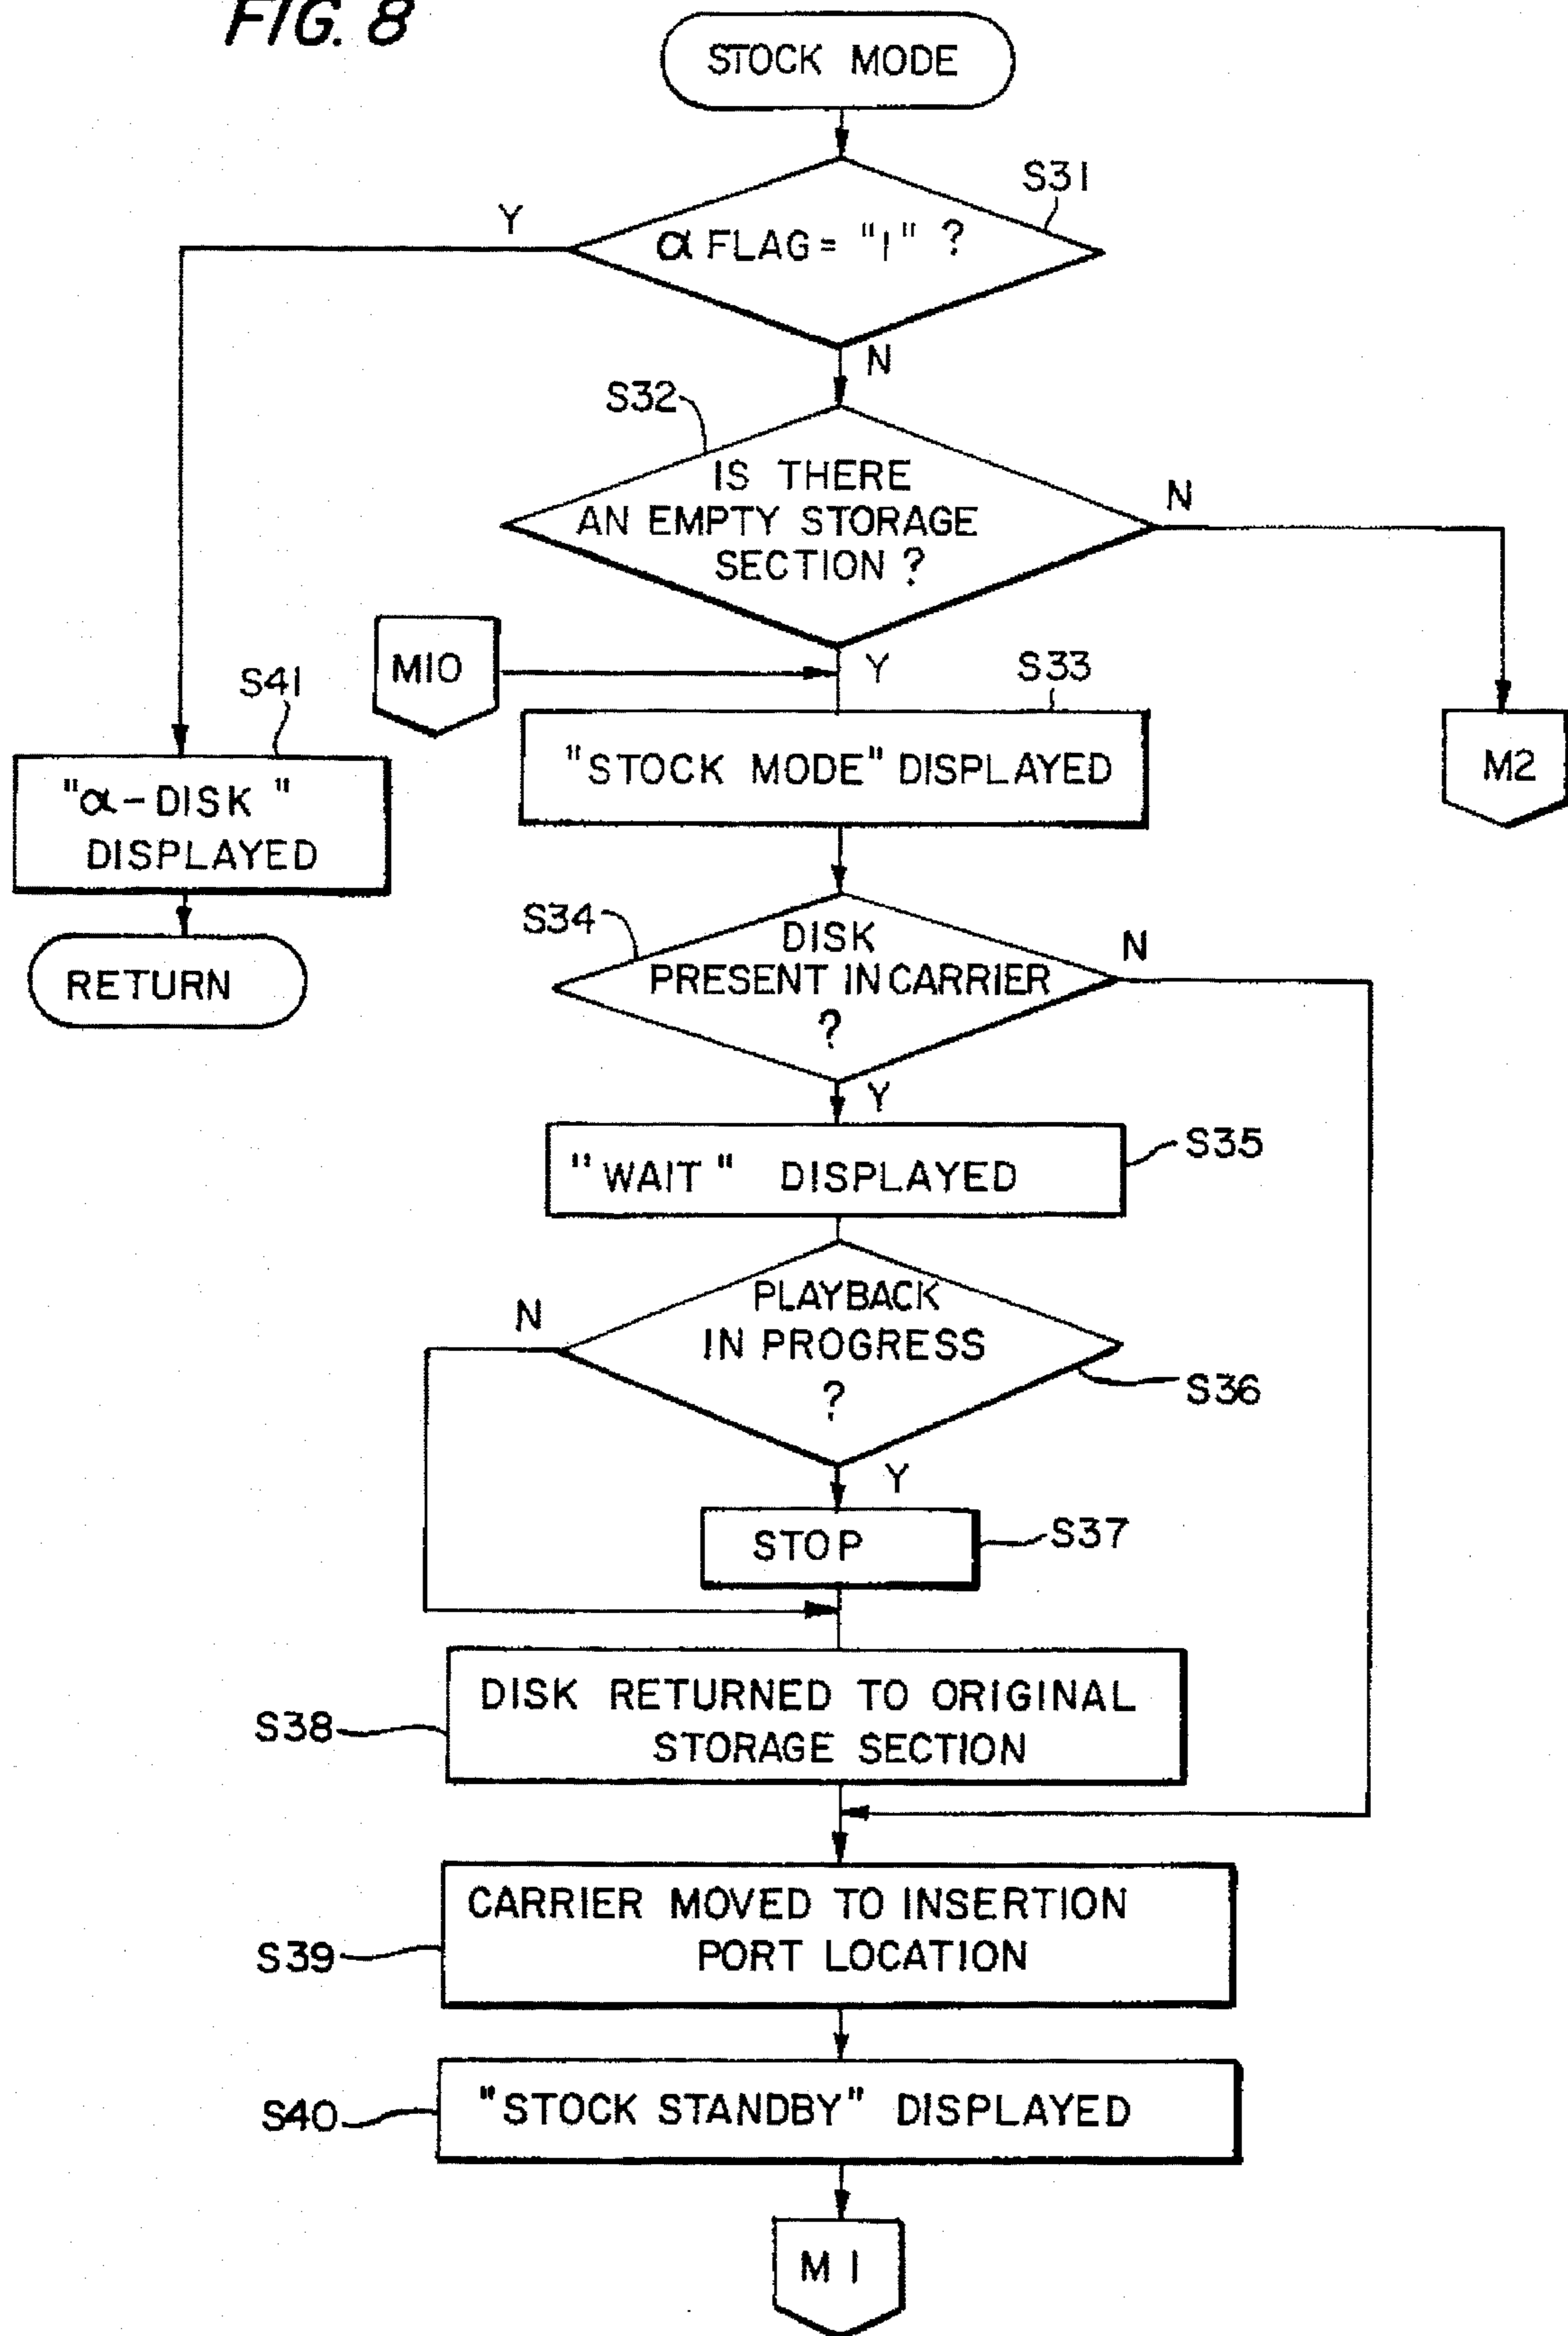 FIG. 8
STOCK MODE
S31
Y
α FLAG = "1" ?
N
S32
IS THERE
AN EMPTY STORAGE
SECTION ?
N
M10
Y
S33
S41
"STOCK MODE" DISPLAYED
M2
"α-DISK"
DISPLAYED
S34
DISK
PRESENT IN CARRIER
?
N
RETURN
Y
"WAIT" DISPLAYED
S35
N
PLAYBACK
IN PROGRESS
?
S36
Y
STOP
S37
DISK RETURNED TO ORIGINAL
STORAGE SECTION
S38
CARRIER MOVED TO INSERTION
PORT LOCATION
S39
"STOCK STANDBY" DISPLAYED
S40
M1